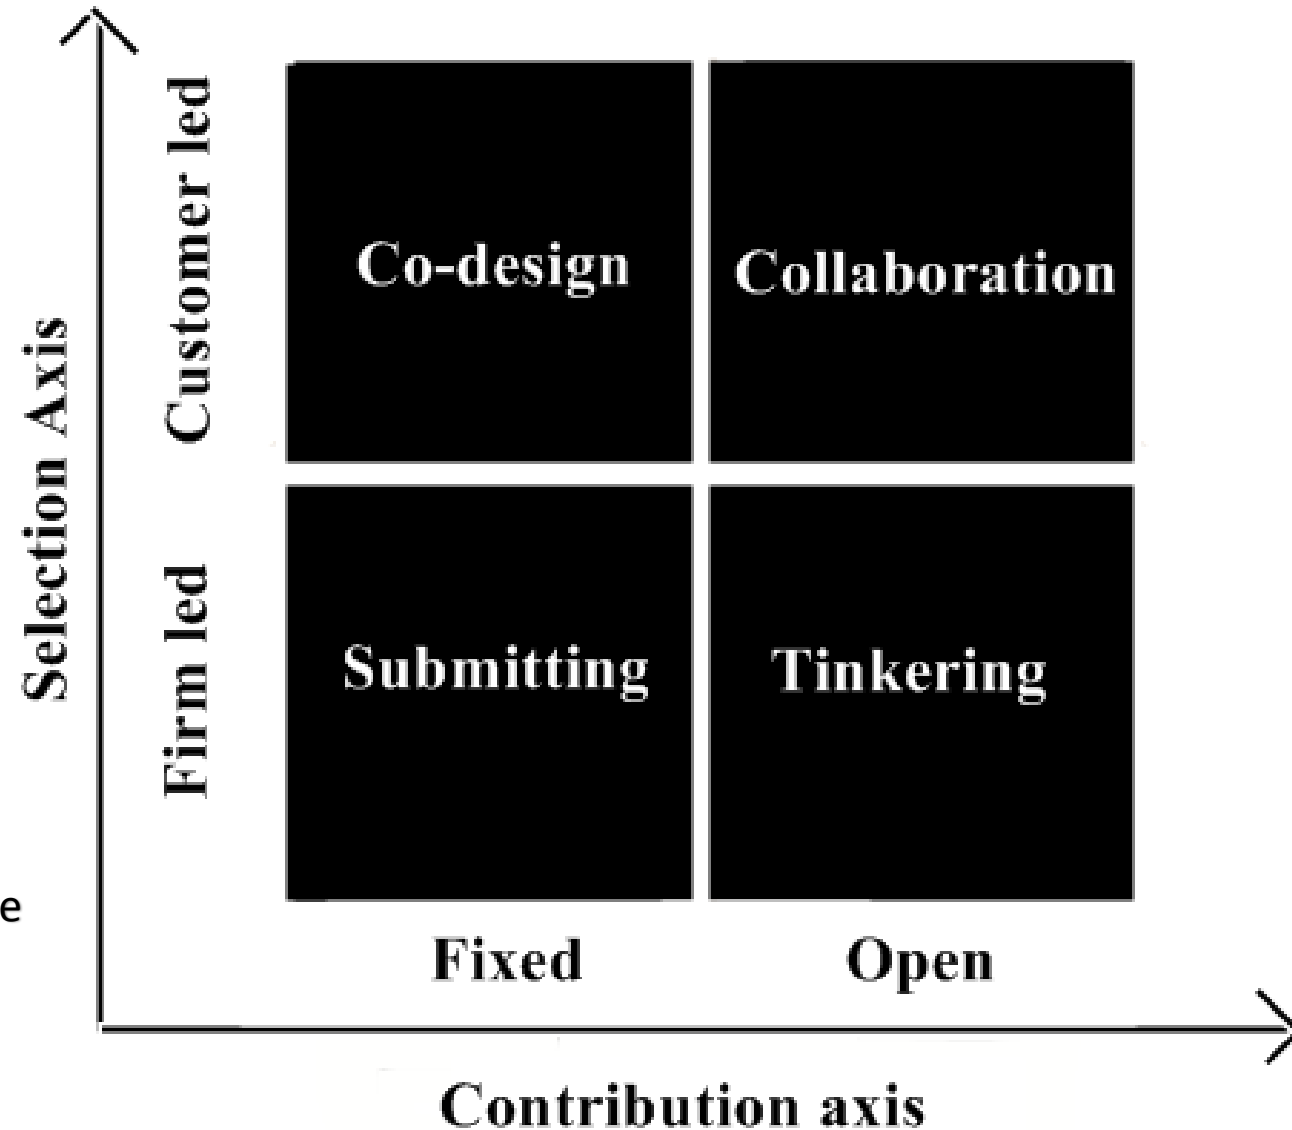 Selection Axis
Customer led
Firm led
Co-design
Collaboration
Submitting
Tinkering
e
Fixed
Open
Contribution axis